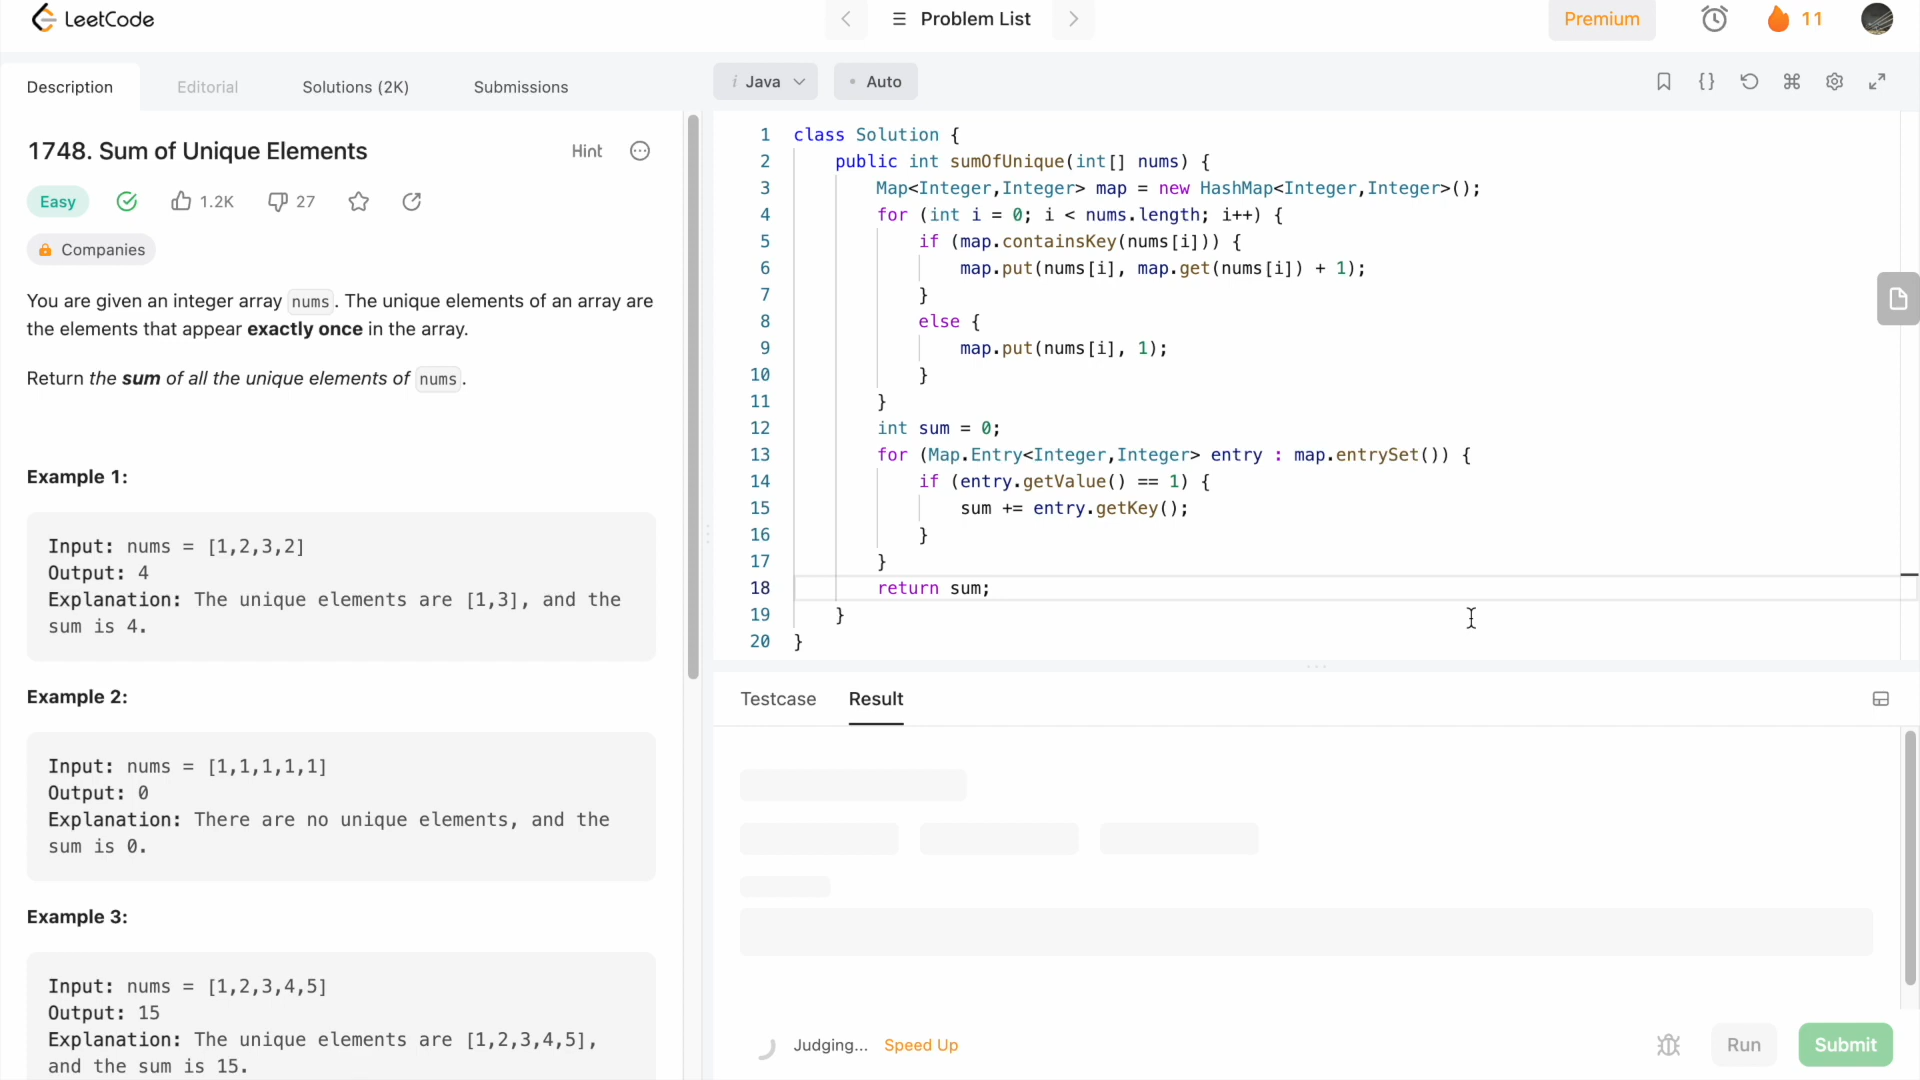 LeetCode
Problem List
Premium
11
Description
Editorial
Solutions (2K)
Submissions
i Java
Auto
1748. Sum of Unique Elements
Hint
Easy
1.2K
27
Companies
You are given an integer array nums. The unique elements of an array are
the elements that appear exactly once in the array.
Return the sum of all the unique elements of nums.
Example 1:
Input: nums = [1,2,3,2]
Output: 4
Explanation: The unique elements are [1,3], and the
sum is 4.
Example 2:
Input: nums = [1,1,1,1,1]
Output: 0
Explanation: There are no unique elements, and the
sum is 0.
Example 3:
Input: nums = [1,2,3,4,5]
Output: 15
Explanation: The unique elements are [1,2,3,4,5],
and the sum is 15.
1 class Solution {
2     public int sumOfUnique(int[] nums) {
3         Map<Integer,Integer> map = new HashMap<Integer,Integer>();
4         for (int i = 0; i < nums.length; i++) {
5             if (map.containsKey(nums[i])) {
6                 map.put(nums[i], map.get(nums[i]) + 1);
7             }
8             else {
9                 map.put(nums[i], 1);
10             }
11         }
12         int sum = 0;
13         for (Map.Entry<Integer,Integer> entry : map.entrySet()) {
14             if (entry.getValue() == 1) {
15                 sum += entry.getKey();
16             }
17         }
18         return sum;
19     }
20 }
Testcase
Result
Judging...
Speed Up
Run
Submit